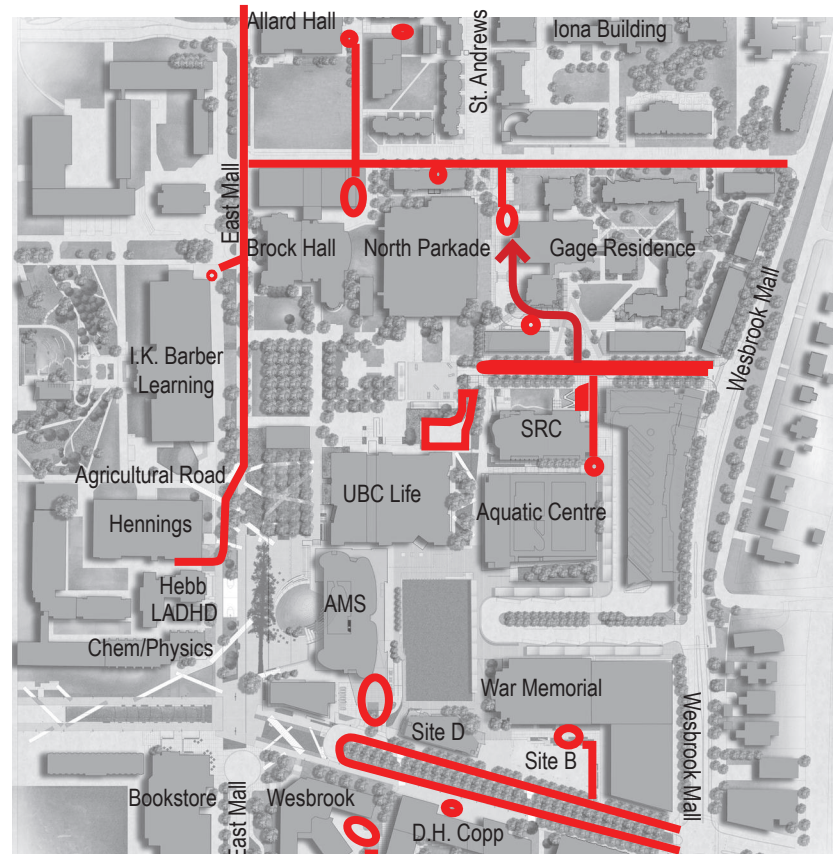 Allard Hall
Iona Building
St. Andrews
East Mall
Brock Hall
North Parkade
Gage Residence
Wesbrook Mall
I.K. Barber
Learning
SRC
Agricultural Road
UBC Life
Aquatic Centre
Hennings
Hebb
LADHD
AMS
Chem/Physics
War Memorial
Wesbrook Mall
Site D
Site B
Bookstore
East Mall
Wesbrook
D.H. Copp